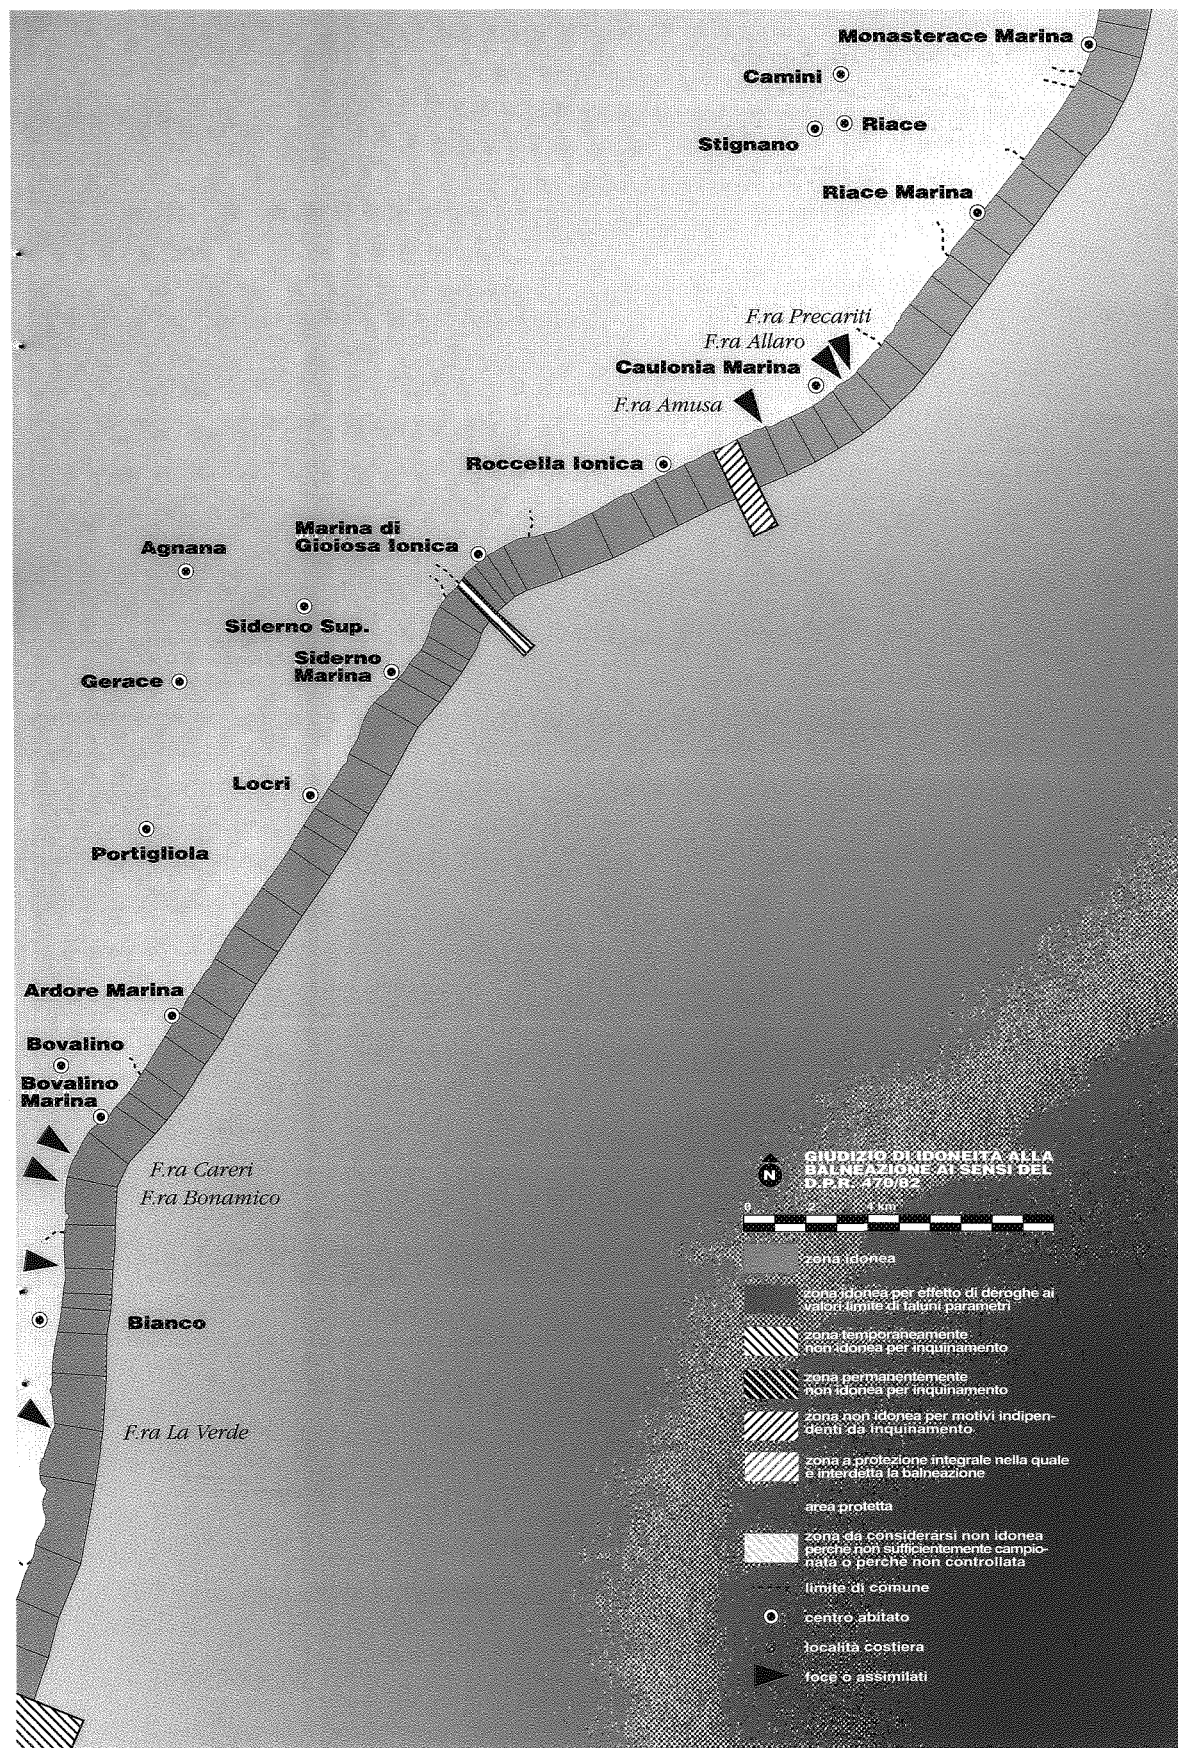 Monasterace Marina
Camini
Riace
Stignano
Riace Marina
F.ra Precariti
F.ra Allaro
Caulonia Marina
F.ra Amusa
Roccella Ionica
Marina di
Gioiosa Ionica
Agnana
Siderno Sup.
Siderno
Marina
Gerace
Locri
Portigliola
Ardore Marina
Bovalino
Bovalino
Marina
F.ra Careri
F.ra Bonamico
Bianco
F.ra La Verde
GIUDIZIO DI IDONEITÀ ALLA
BALNEAZIONE AI SENSI DEL
D.P.R. 470/82
N
0 2 4 km
zona idonea
zona idonea per effetto di deroghe ai
valori limite di taluni parametri
zona temporaneamente
non idonea per inquinamento
zona permanentemente
non idonea per inquinamento
zona non idonea per motivi indipen-
denti da inquinamento
zona a protezione integrale nella quale
è interdetta la balneazione
area protetta
zona da considerarsi non idonea
perchè non sufficientemente campio-
nata o perchè non controllata
limite di comune
centro abitato
località costiera
foce o assimilati